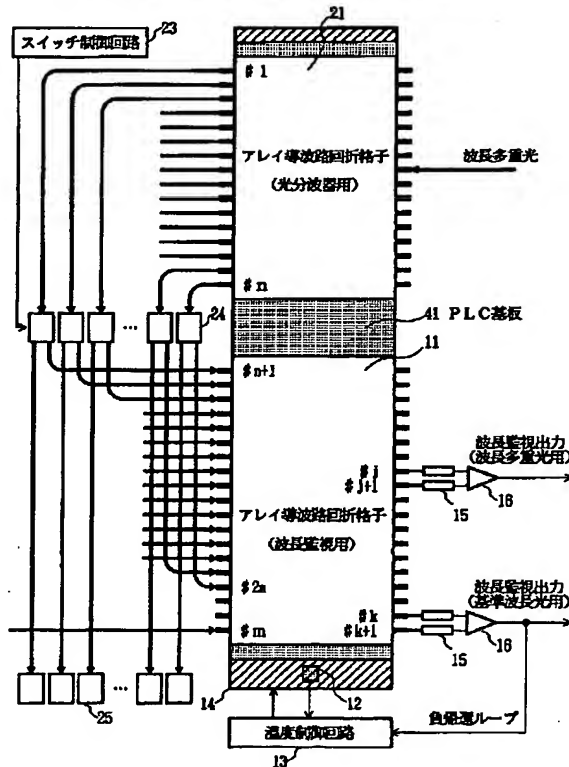 スイッチ制御回路
23
21
#1
アレイ導波路回折格子
(光分波器用)
波長多重光
#n
24
41 PLC基板
11
#n+1
#j
#j+1
15
16
波長監視出力
(波長多重光用)
アレイ導波路回折格子
(波長監視用)
#2n
#m
#k
#k+1
15
16
波長監視出力
(基準波長光用)
25
14
12
負帰還ループ
温度制御回路
13